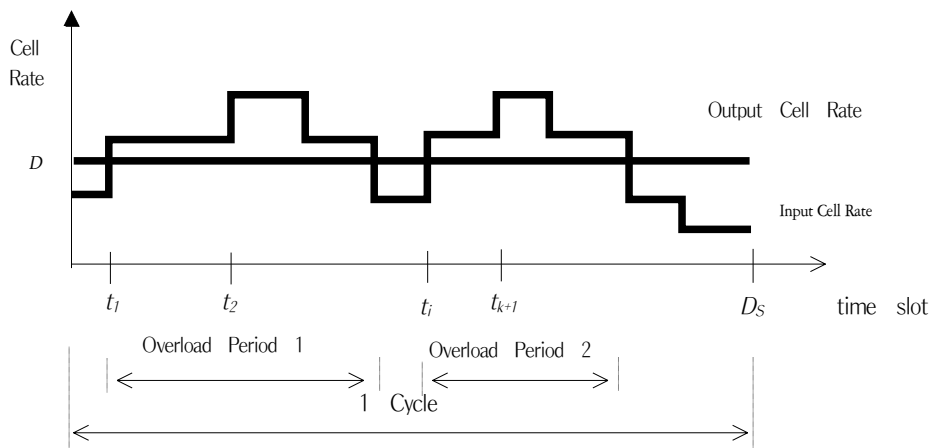 Cell
Rate
Output Cell Rate
D
Input Cell Rate
t1 t2 ti tk+1 DS time slot
Overload Period 1 Overload Period 2
1 Cycle